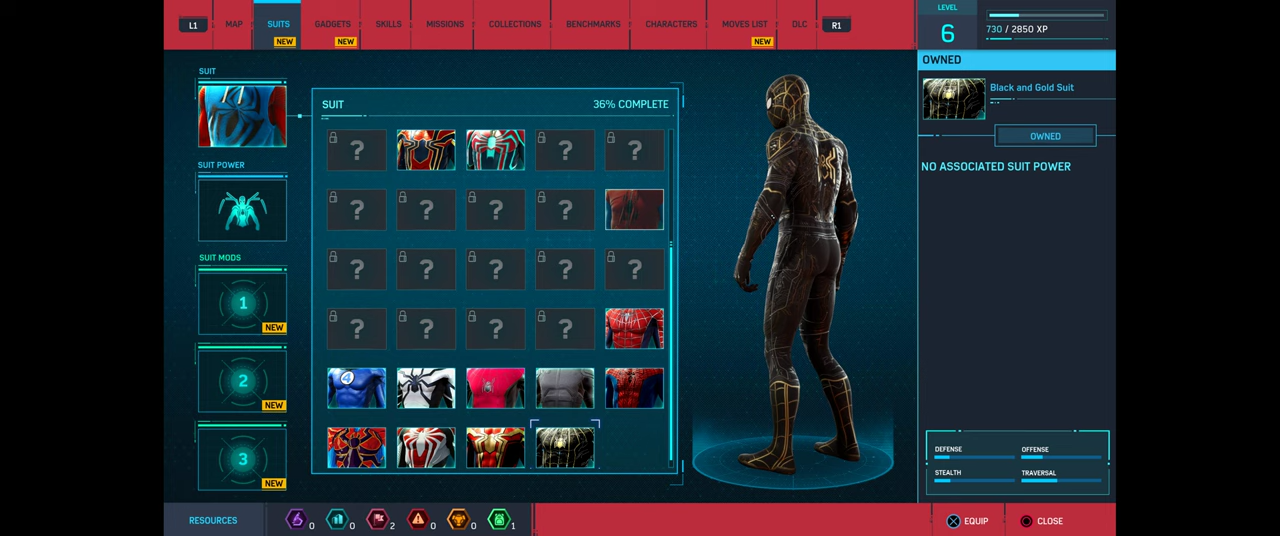 L1
MAP
SUITS
NEW
GADGETS
NEW
SKILLS
MISSIONS
COLLECTIONS
BENCHMARKS
CHARACTERS
MOVES LIST
NEW
DLC
R1
LEVEL
6
730 / 2850 XP
OWNED
Black and Gold Suit
OWNED
NO ASSOCIATED SUIT POWER
SUIT
SUIT POWER
SUIT MODS
1
NEW
2
NEW
3
NEW
SUIT
36% COMPLETE
? ? ?
? ? ? ?
? ? ? ? ?
? ? ? ?
4
DEFENSE
OFFENSE
STEALTH
TRAVERSAL
RESOURCES
0
0
2
0
0
1
EQUIP
CLOSE